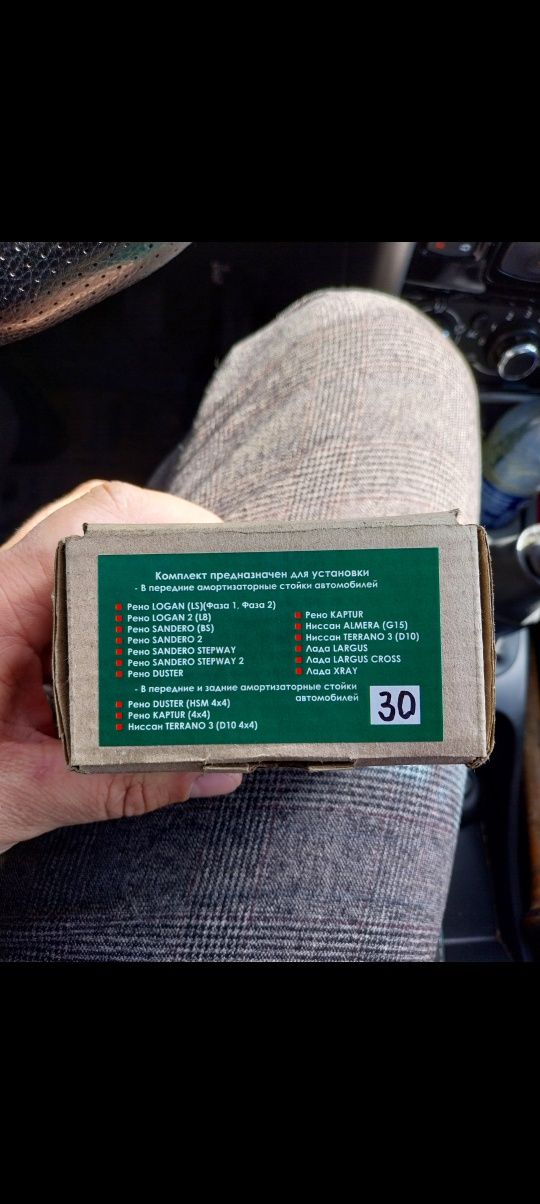 Комплект предназначен для установки
- В передние амортизаторные стойки автомобилей
Рено LOGAN (LS)(Фаза 1, Фаза 2)
Рено LOGAN 2 (L8)
Рено SANDERO (BS)
Рено SANDERO 2
Рено SANDERO STEPWAY
Рено SANDERO STEPWAY 2
Рено DUSTER
Рено KAPTUR
Ниссан ALMERA (G15)
Ниссан TERRANO 3 (D10)
Лада LARGUS
Лада LARGUS CROSS
Лада XRAY
- В передние и задние амортизаторные стойки
автомобилей
Рено DUSTER (HSM 4x4)
Рено KAPTUR (4x4)
Ниссан TERRANO 3 (D10 4x4)
30